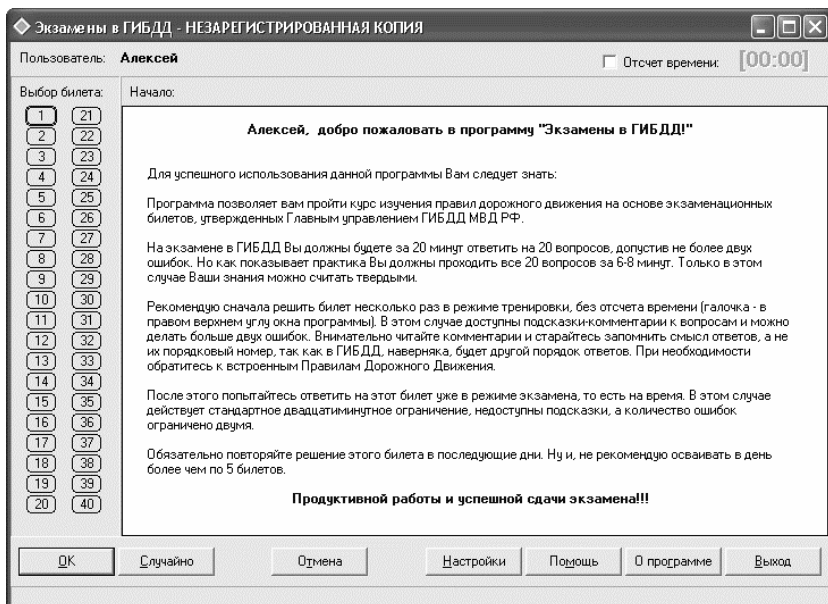 Экзамены в ГИБДД - НЕЗАРЕГИСТРИРОВАННАЯ КОПИЯ
Пользователь: Алексей
Отсчет времени: [00:00]
Выбор билета:
Начало:
1 21
2 22
3 23
4 24
5 25
6 26
7 27
8 28
9 29
10 30
11 31
12 32
13 33
14 34
15 35
16 36
17 37
18 38
19 39
20 40
Алексей, добро пожаловать в программу "Экзамены в ГИБДД!"
Для успешного использования данной программы Вам следует знать:
Программа позволяет вам пройти курс изучения правил дорожного движения на основе экзаменационных
билетов, утвержденных Главным управлением ГИБДД МВД РФ.
На экзамене в ГИБДД Вы должны будете за 20 минут ответить на 20 вопросов, допустив не более двух
ошибок. Но как показывает практика Вы должны проходить все 20 вопросов за 6-8 минут. Только в этом
случае Ваши знания можно считать твердыми.
Рекомендую сначала решить билет несколько раз в режиме тренировки, без отсчета времени (галочка - в
правом верхнем углу окна программы). В этом случае доступны подсказки-комментарии к вопросам и можно
делать больше двух ошибок. Внимательно читайте комментарии и старайтесь запомнить смысл ответов, а не
их порядковый номер, так как в ГИБДД, наверняка, будет другой порядок ответов. При необходимости
обратитесь к встроенным Правилам Дорожного Движения.
После этого попытайтесь ответить на этот билет уже в режиме экзамена, то есть на время. В этом случае
действует стандартное двадцатиминутное ограничение, недоступны подсказки, а количество ошибок
ограничено двумя.
Обязательно повторяйте решение этого билета в последующие дни. Ну и, не рекомендую осваивать в день
более чем по 5 билетов.
Продуктивной работы и успешной сдачи экзамена!!!
OK Случайно Отмена Настройки Помощь О программе Выход